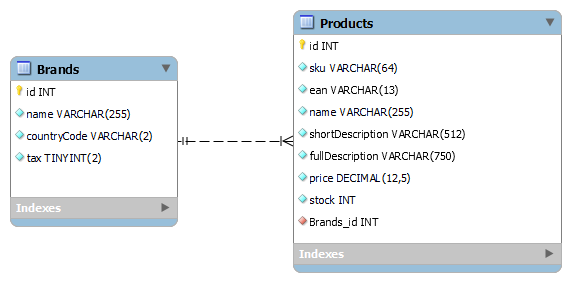 Brands
id INT
name VARCHAR(255)
countryCode VARCHAR(2)
tax TINYINT(2)
Indexes
Products
id INT
sku VARCHAR(64)
ean VARCHAR(13)
name VARCHAR(255)
shortDescription VARCHAR(512)
fullDescription VARCHAR(750)
price DECIMAL(12,5)
stock INT
Brands_id INT
Indexes